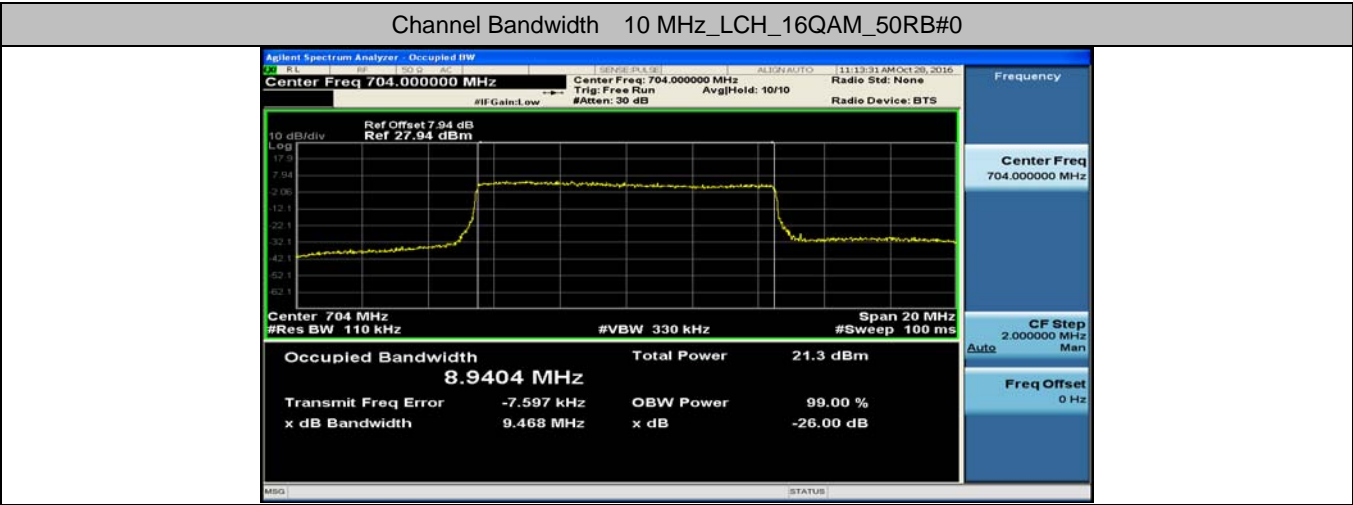 Channel Bandwidth 10 MHz_LCH_16QAM_50RB#0
Agilent Spectrum Analyzer - Occupied BW
RL RF 50 Ω AC SENSE:PULSE ALIGN AUTO 11:13:31 AM Oct 28, 2016
Center Freq 704.000000 MHz
Center Freq: 704.000000 MHz
Radio Std: None
Trig: Free Run Avg|Hold: 10/10
#IFGain:Low #Atten: 30 dB Radio Device: BTS
Ref Offset 7.94 dB
10 dB/div Ref 27.94 dBm
Log
17.9
7.94
-2.06
-12.1
-22.1
-32.1
-42.1
-52.1
-62.1
Center 704 MHz Span 20 MHz
#Res BW 110 kHz #VBW 330 kHz #Sweep 100 ms
Occupied Bandwidth Total Power 21.3 dBm
8.9404 MHz
Transmit Freq Error -7.597 kHz OBW Power 99.00 %
x dB Bandwidth 9.468 MHz x dB -26.00 dB
MSG STATUS
Frequency
Center Freq
704.000000 MHz
CF Step
2.000000 MHz
Auto Man
Freq Offset
0 Hz